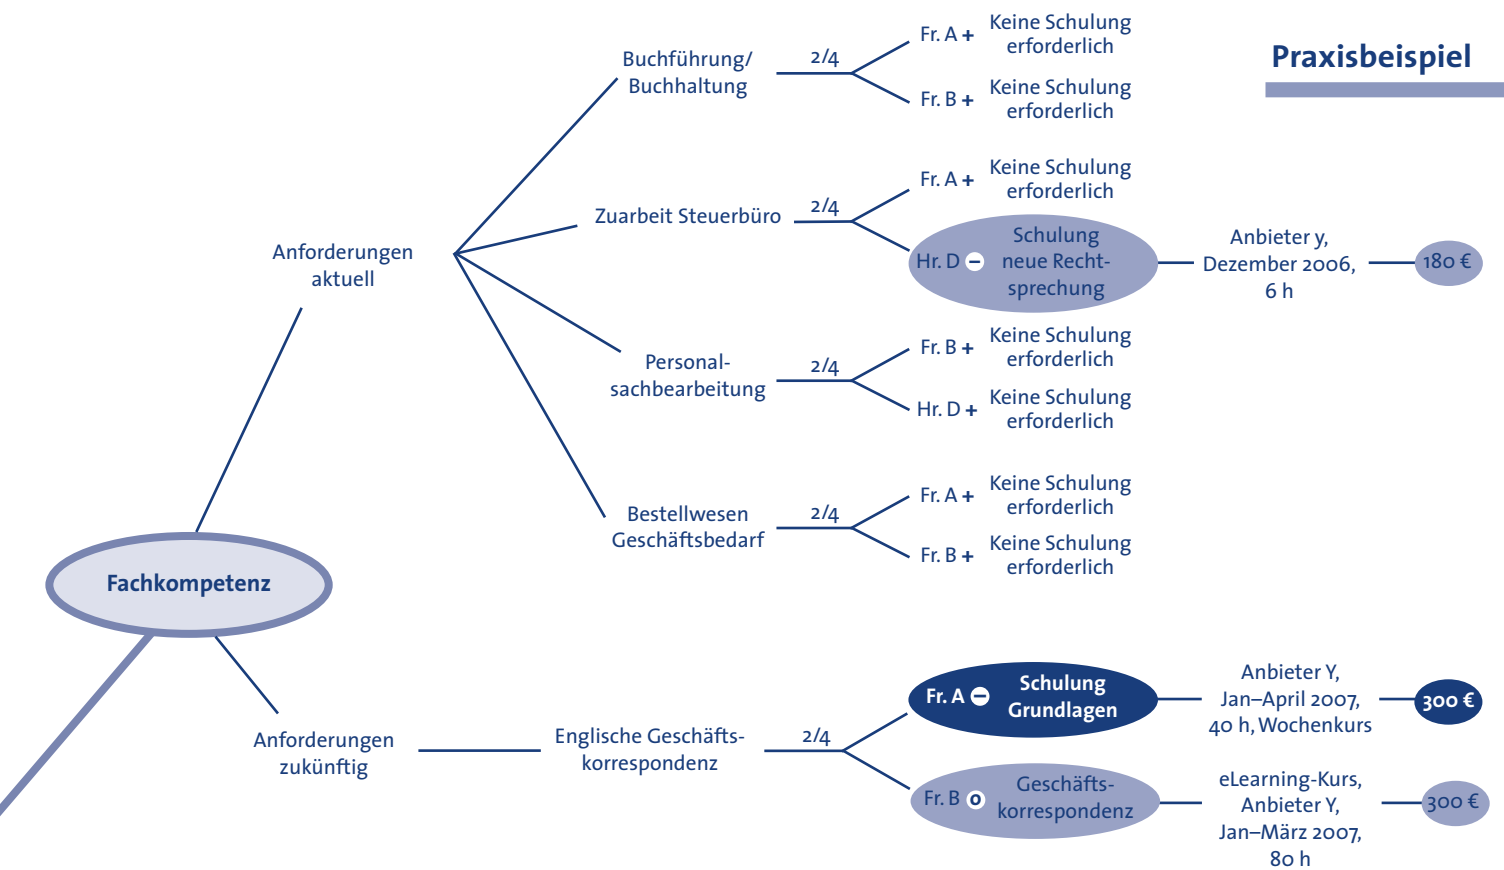 Praxisbeispiel
Buchführung/
Buchhaltung
2/4
Fr. A +
Keine Schulung
erforderlich
Fr. B +
Keine Schulung
erforderlich
Zuarbeit Steuerbüro
2/4
Fr. A +
Keine Schulung
erforderlich
Hr. D –
Schulung
neue Recht-
sprechung
Anbieter y,
Dezember 2006,
6 h
180 €
Anforderungen
aktuell
Personal-
sachbearbeitung
2/4
Fr. B +
Keine Schulung
erforderlich
Hr. D +
Keine Schulung
erforderlich
Bestellwesen
Geschäftsbedarf
2/4
Fr. A +
Keine Schulung
erforderlich
Fr. B +
Keine Schulung
erforderlich
Fachkompetenz
Anforderungen
zukünftig
Englische Geschäfts-
korrespondenz
2/4
Fr. A –
Schulung
Grundlagen
Anbieter Y,
Jan–April 2007,
40 h, Wochenkurs
300 €
Fr. B o
Geschäfts-
korrespondenz
eLearning-Kurs,
Anbieter Y,
Jan–März 2007,
80 h
300 €